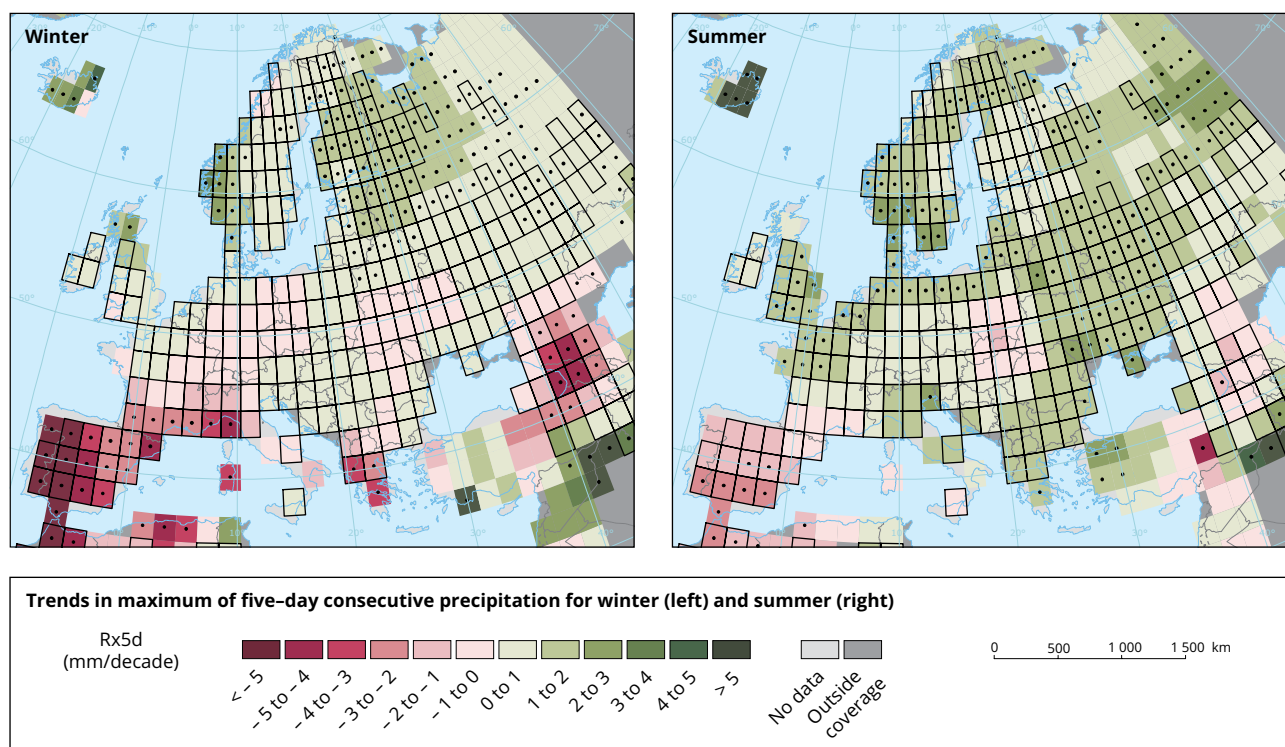 Winter
Summer
Trends in maximum of five–day consecutive precipitation for winter (left) and summer (right)
Rx5d
(mm/decade)
< – 5
– 5 to – 4
– 4 to – 3
– 3 to – 2
– 2 to – 1
– 1 to 0
0 to 1
1 to 2
2 to 3
3 to 4
4 to 5
> 5
No data
Outside
coverage
0 500 1 000 1 500 km